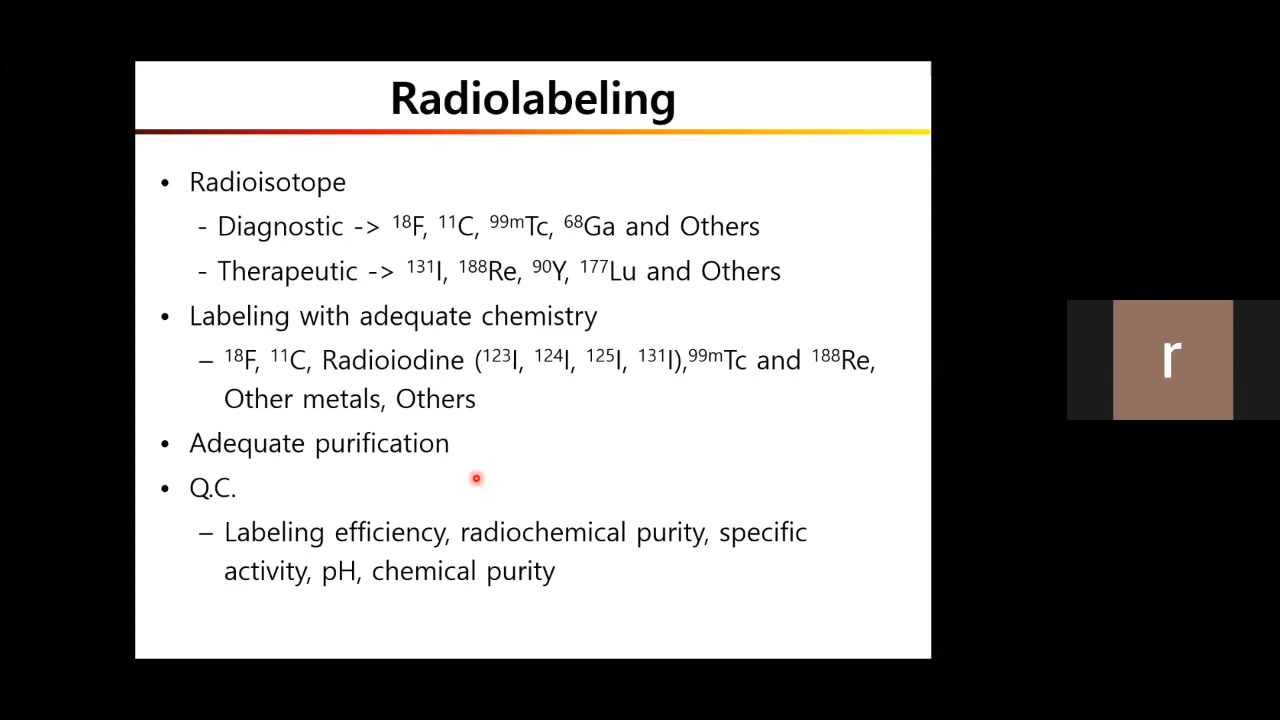 Radiolabeling
• Radioisotope
- Diagnostic -> ¹⁸F, ¹¹C, ⁹⁹ᵐTc, ⁶⁸Ga and Others
- Therapeutic -> ¹³¹I, ¹⁸⁸Re, ⁹⁰Y, ¹⁷⁷Lu and Others
• Labeling with adequate chemistry
– ¹⁸F, ¹¹C, Radioiodine (¹²³I, ¹²⁴I, ¹²⁵I, ¹³¹I),⁹⁹ᵐTc and ¹⁸⁸Re,
Other metals, Others
• Adequate purification
• Q.C.
– Labeling efficiency, radiochemical purity, specific
activity, pH, chemical purity
r